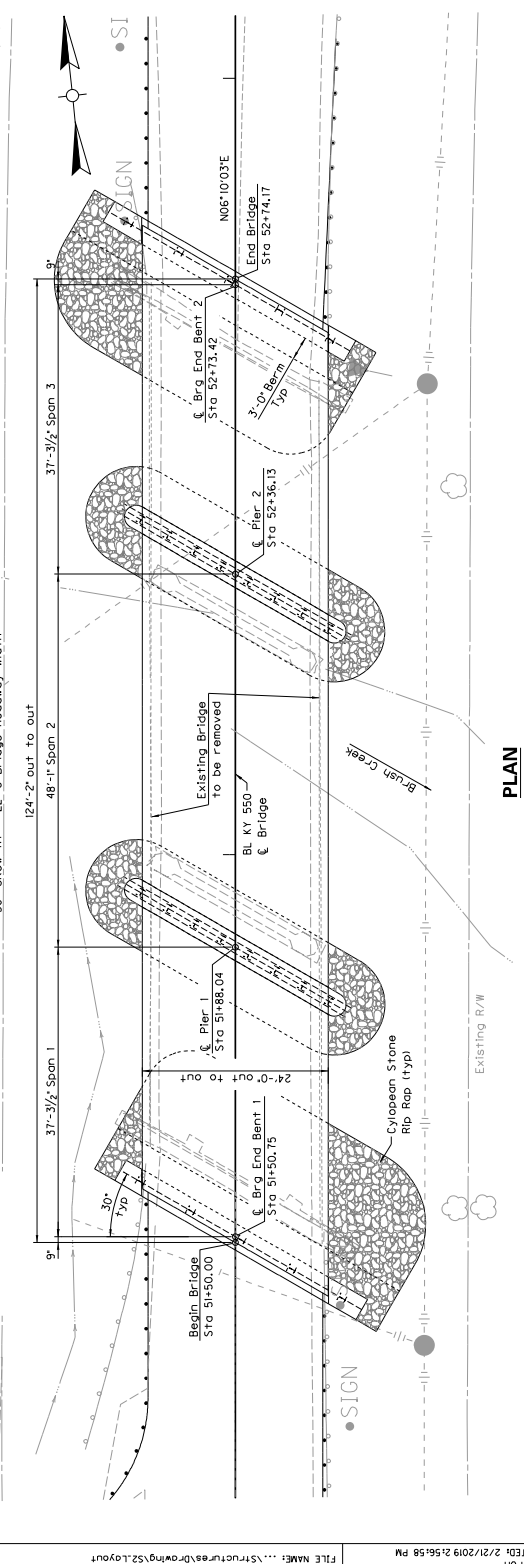 124'-2" out to out
9"
37'-3½" Span 1
48'-1" Span 2
37'-3½" Span 3
9"
Begin Bridge
Sta 51+50.00
℄ Brg End Bent 1
Sta 51+50.75
30°
typ
24'-0" out to out
℄ Pier 1
Sta 51+88.04
BL KY 550
℄ Bridge
Existing Bridge
to be removed
℄ Pier 2
Sta 52+36.13
℄ Brg End Bent 2
Sta 52+73.42
End Bridge
Sta 52+74.17
3'-0" Berm
Typ
N06°10'03"E
SIGN
SIGN
SI
Cylopean Stone
Rip Rap (typ)
Existing R/W
Brush Creek
PLAN
FILE NAME: ...\Structures\Drawing\S2_Layout
TED: 2/21/2019 2:56:58 PM